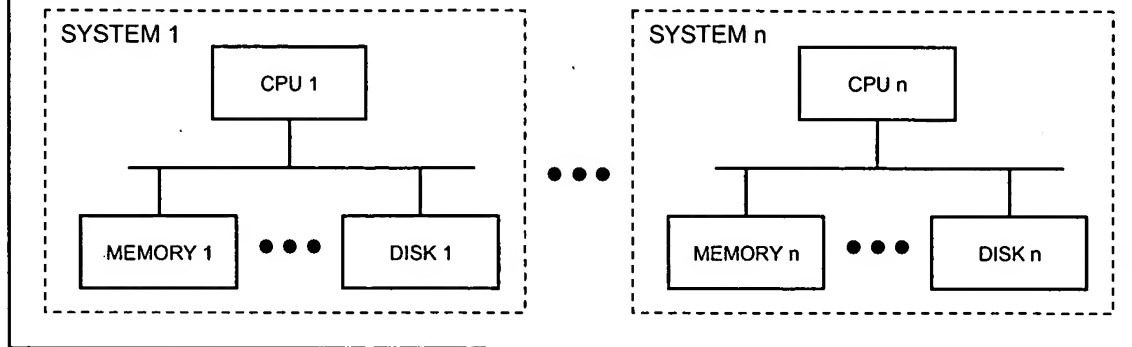 SYSTEM 1
CPU 1
MEMORY 1
DISK 1
SYSTEM n
CPU n
MEMORY n
DISK n